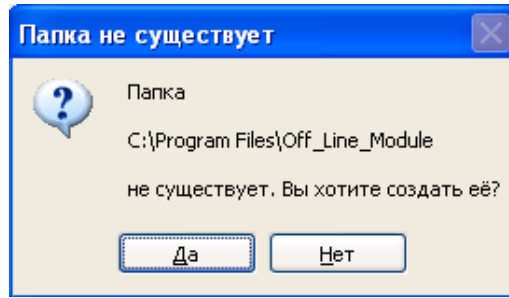 Папка не существует
Папка
C:\Program Files\Off_Line_Module
не существует. Вы хотите создать её?
Да
Нет